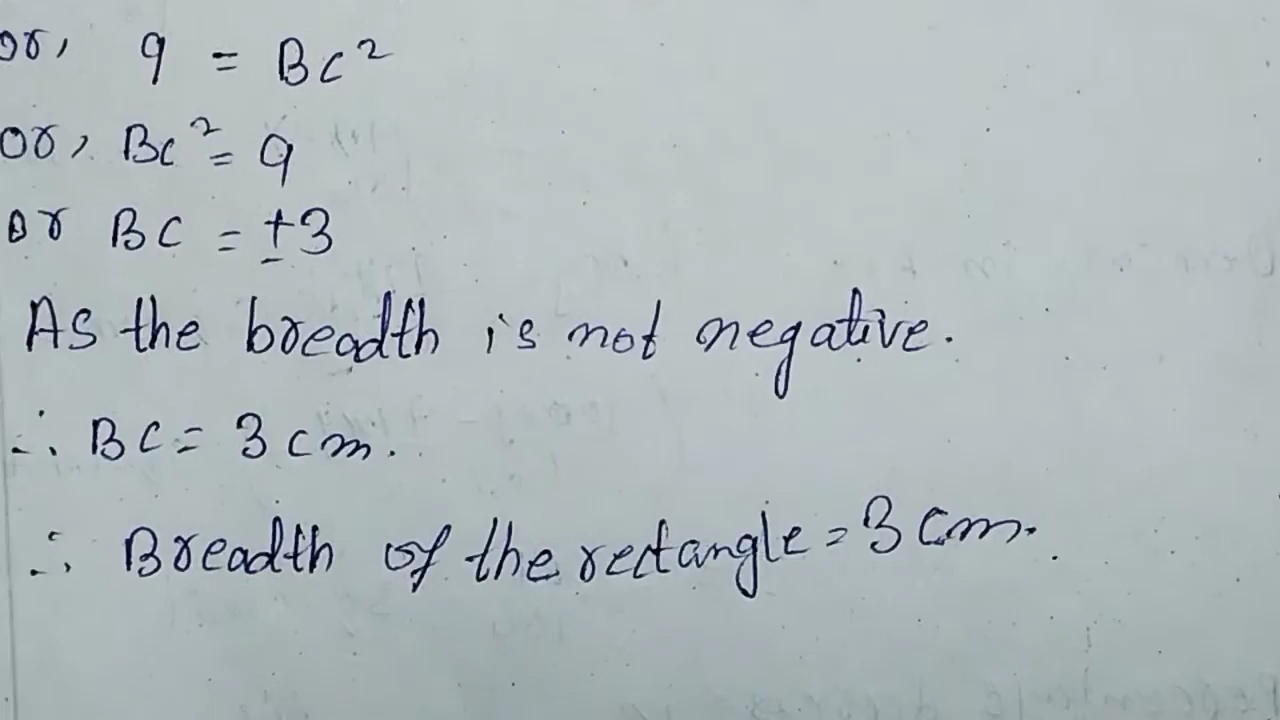 or, 9 = BC²
or, BC² = 9
or BC = ±3
As the breadth is not negative.
∴ BC = 3 cm.
∴ Breadth of the rectangle = 3 cm.